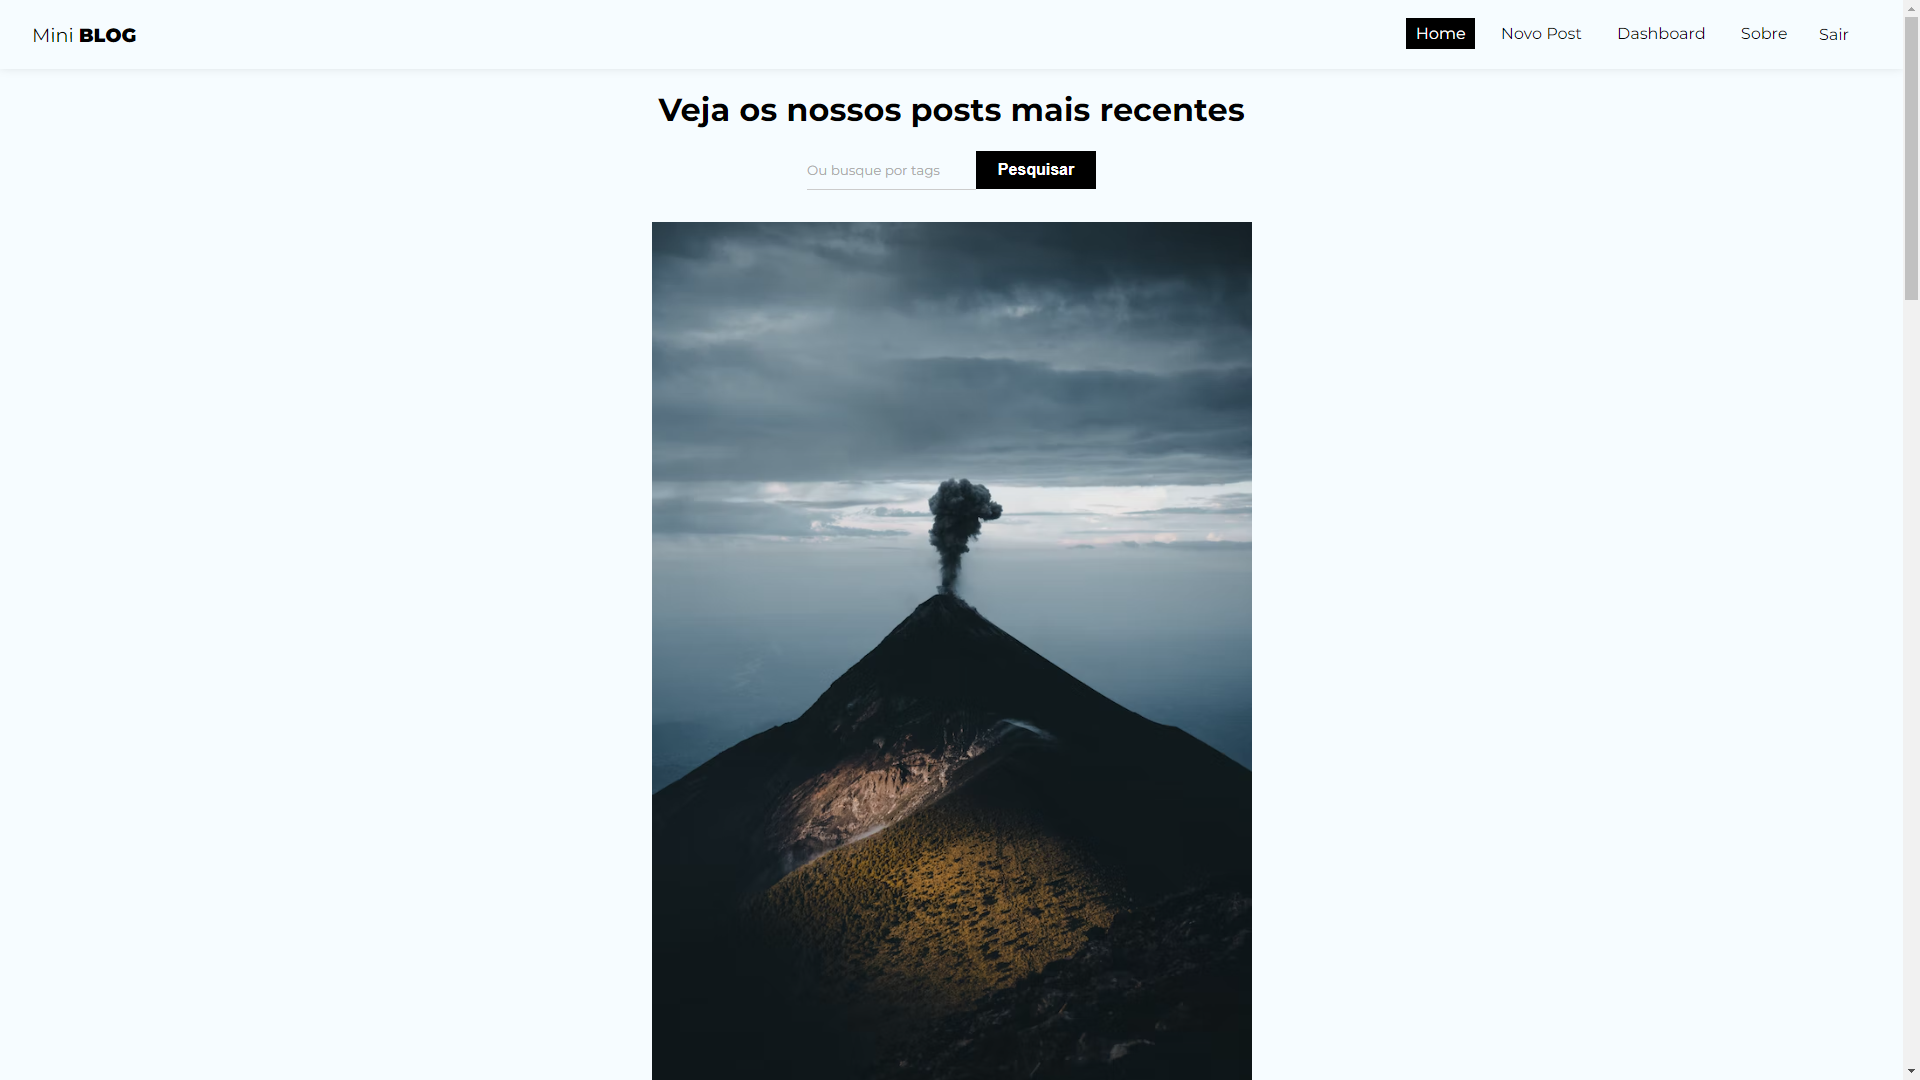 Mini BLOG
Home
Novo Post
Dashboard
Sobre
Sair
Veja os nossos posts mais recentes
Ou busque por tags
Pesquisar